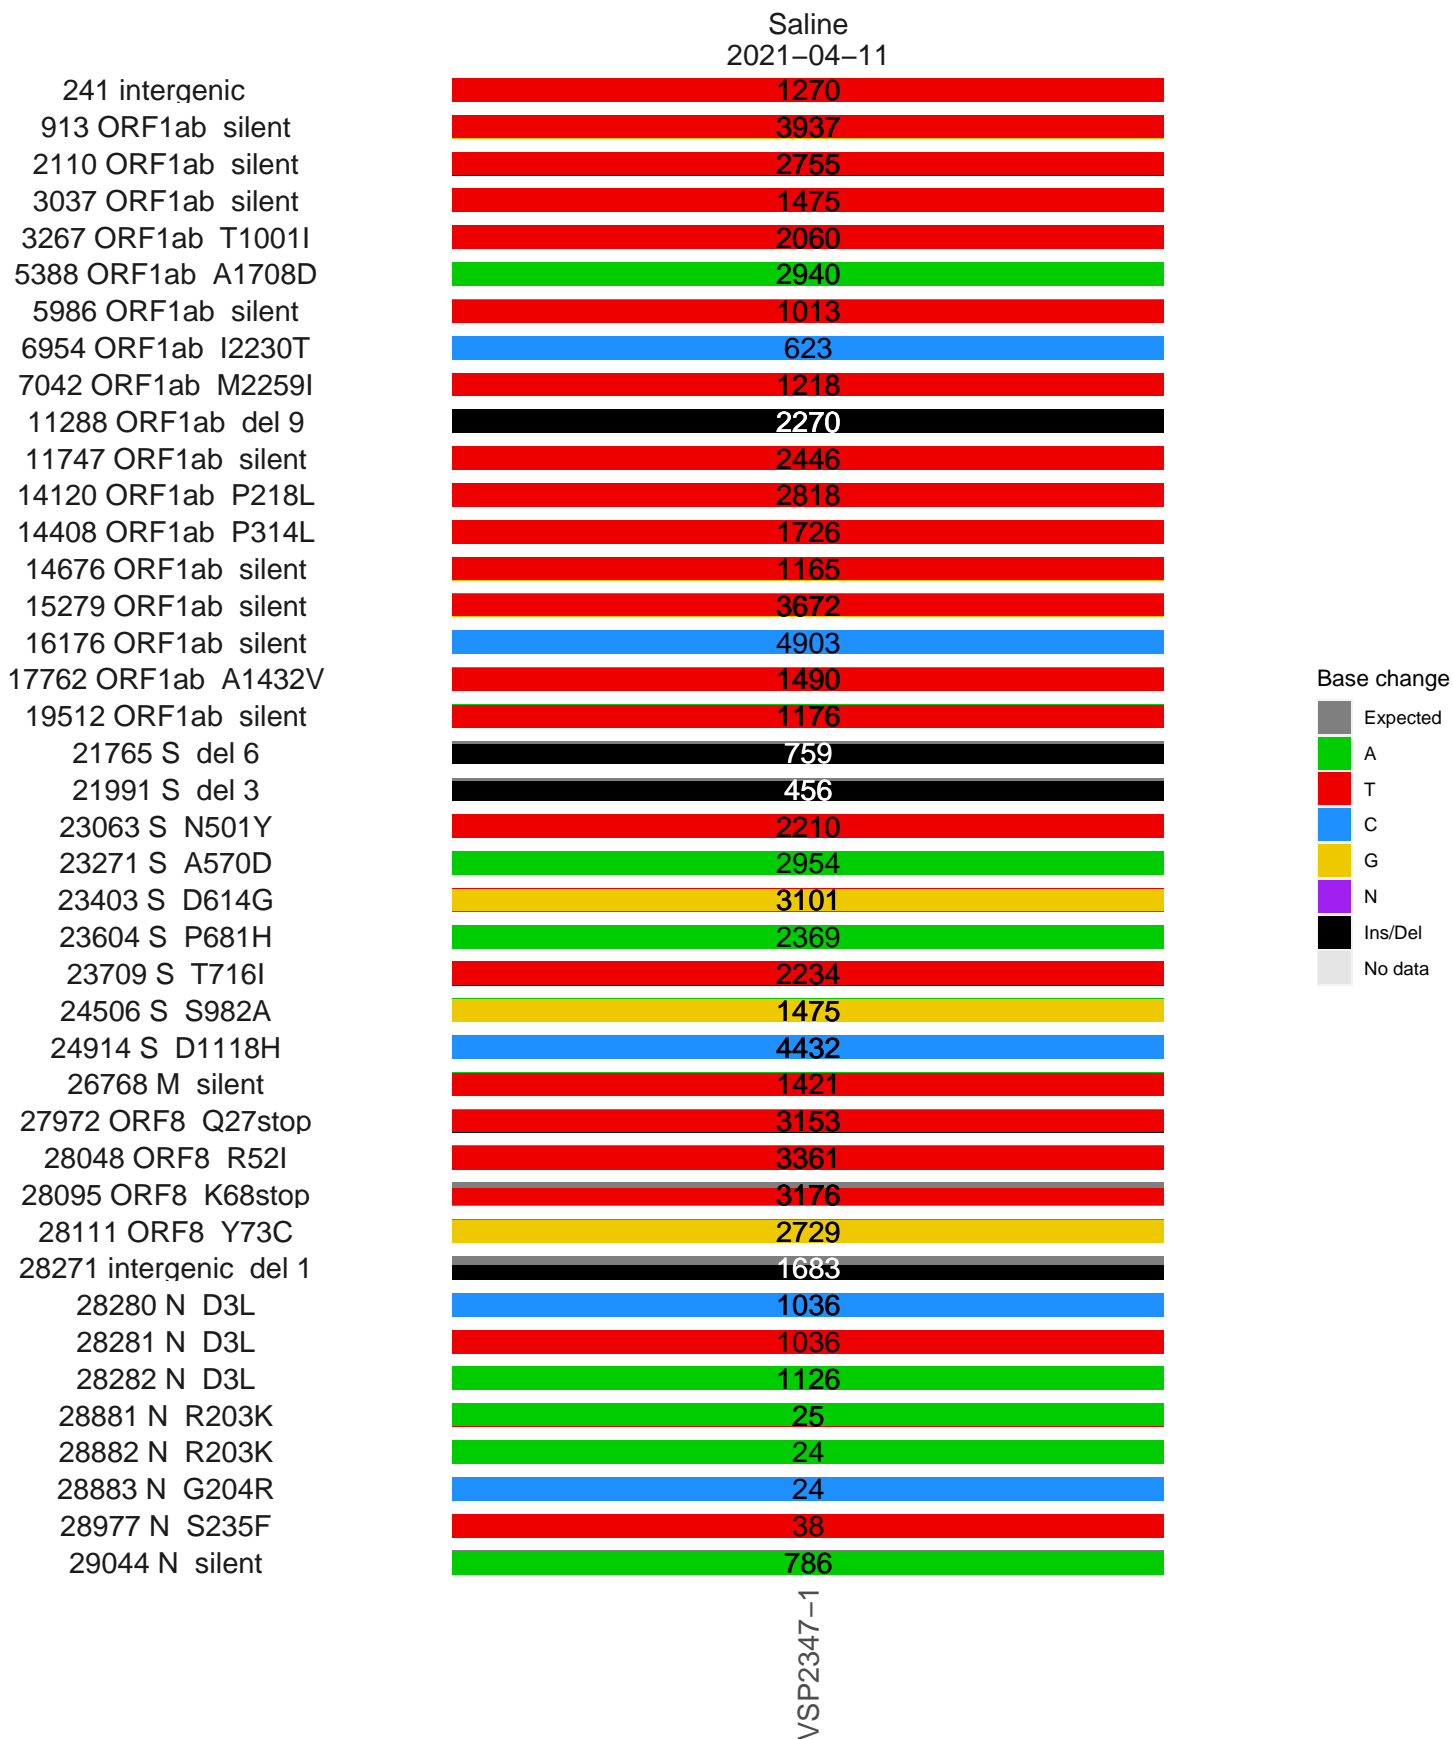 Saline
2021−04−11
241 intergenic 1270
913 ORF1ab silent 3937
2110 ORF1ab silent 2755
3037 ORF1ab silent 1475
3267 ORF1ab T1001I 2060
5388 ORF1ab A1708D 2940
5986 ORF1ab silent 1013
6954 ORF1ab I2230T 623
7042 ORF1ab M2259I 1218
11288 ORF1ab del 9 2270
11747 ORF1ab silent 2446
14120 ORF1ab P218L 2818
14408 ORF1ab P314L 1726
14676 ORF1ab silent 1165
15279 ORF1ab silent 3672
16176 ORF1ab silent 4903
17762 ORF1ab A1432V 1490
19512 ORF1ab silent 1176
21765 S del 6 759
21991 S del 3 456
23063 S N501Y 2210
23271 S A570D 2954
23403 S D614G 3101
23604 S P681H 2369
23709 S T716I 2234
24506 S S982A 1475
24914 S D1118H 4432
26768 M silent 1421
27972 ORF8 Q27stop 3153
28048 ORF8 R52I 3361
28095 ORF8 K68stop 3176
28111 ORF8 Y73C 2729
28271 intergenic del 1 1683
28280 N D3L 1036
28281 N D3L 1036
28282 N D3L 1126
28881 N R203K 25
28882 N R203K 24
28883 N G204R 24
28977 N S235F 38
29044 N silent 786
VSP2347−1
Base change
Expected
A
T
C
G
N
Ins/Del
No data